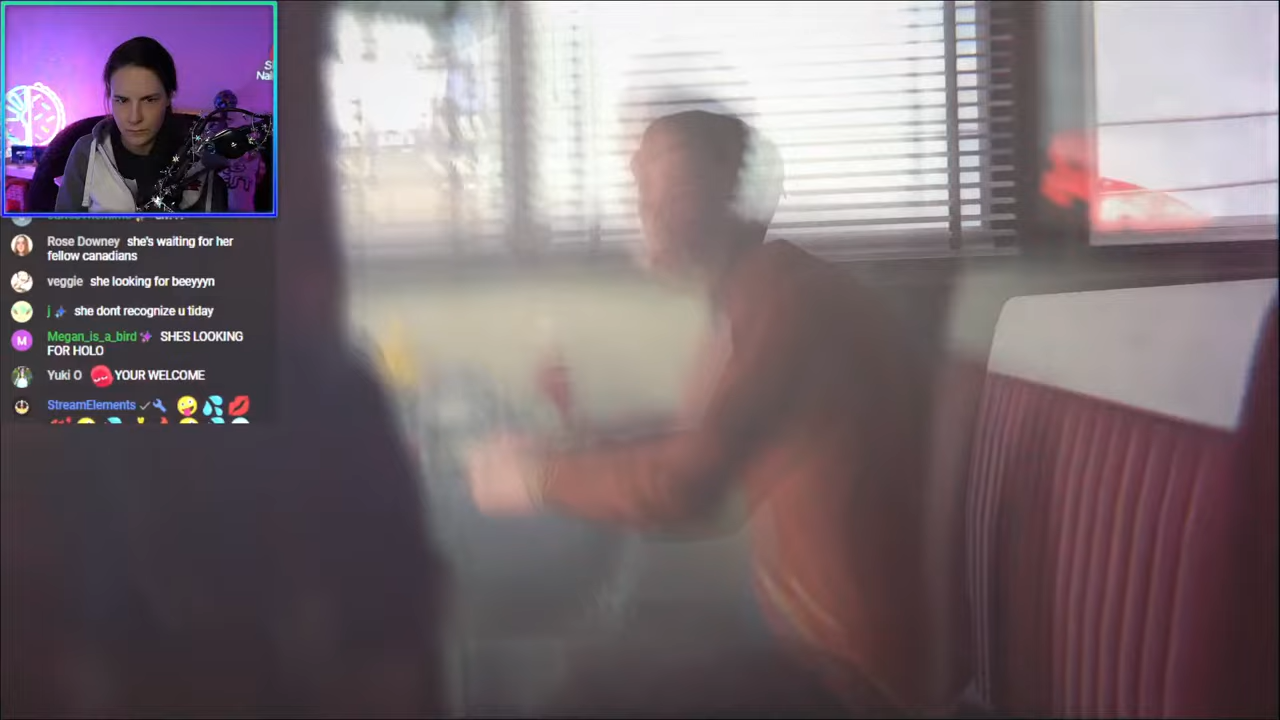 Rose Downey she's waiting for her
fellow canadians
veggie she looking for beeyyyn
j she dont recognize u tiday
Megan_is_a_bird SHES LOOKING
FOR HOLO
M
Yuki O YOUR WELCOME
StreamElements